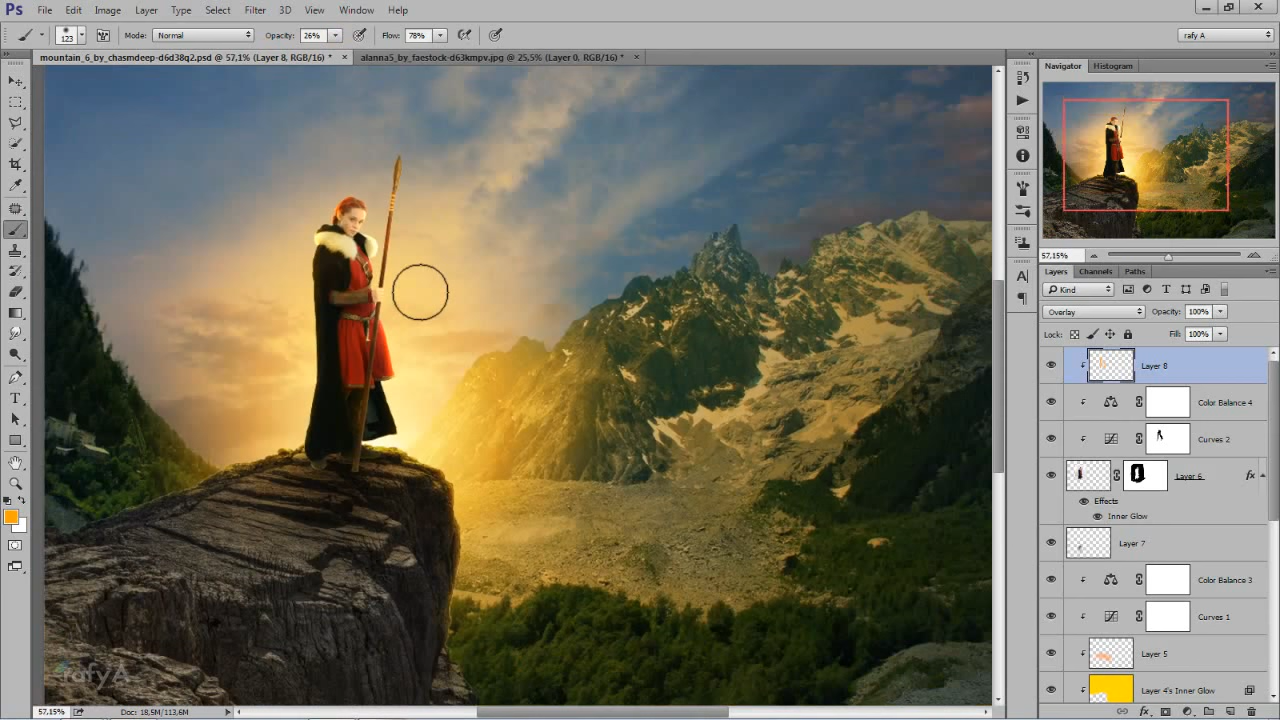 Ps File Edit Image Layer Type Select Filter 3D View Window Help
123 Mode: Normal Opacity: 26% Flow: 78% rafy A
mountain_6_by_chasmdeep-d6d38q2.psd @ 57,1% (Layer 8, RGB/16) * × alanna5_by_faestock-d63kmpv.jpg @ 25,5% (Layer 0, RGB/16) * ×
Navigator Histogram
57,15%
Layers Channels Paths
Kind
Overlay Opacity: 100%
Lock: Fill: 100%
Layer 8
Color Balance 4
Curves 2
Layer 6 fx
Effects
Inner Glow
Layer 7
Color Balance 3
Curves 1
Layer 5
Layer 4's Inner Glow
rafyA
57,15% Doc: 18,5M/113,6M